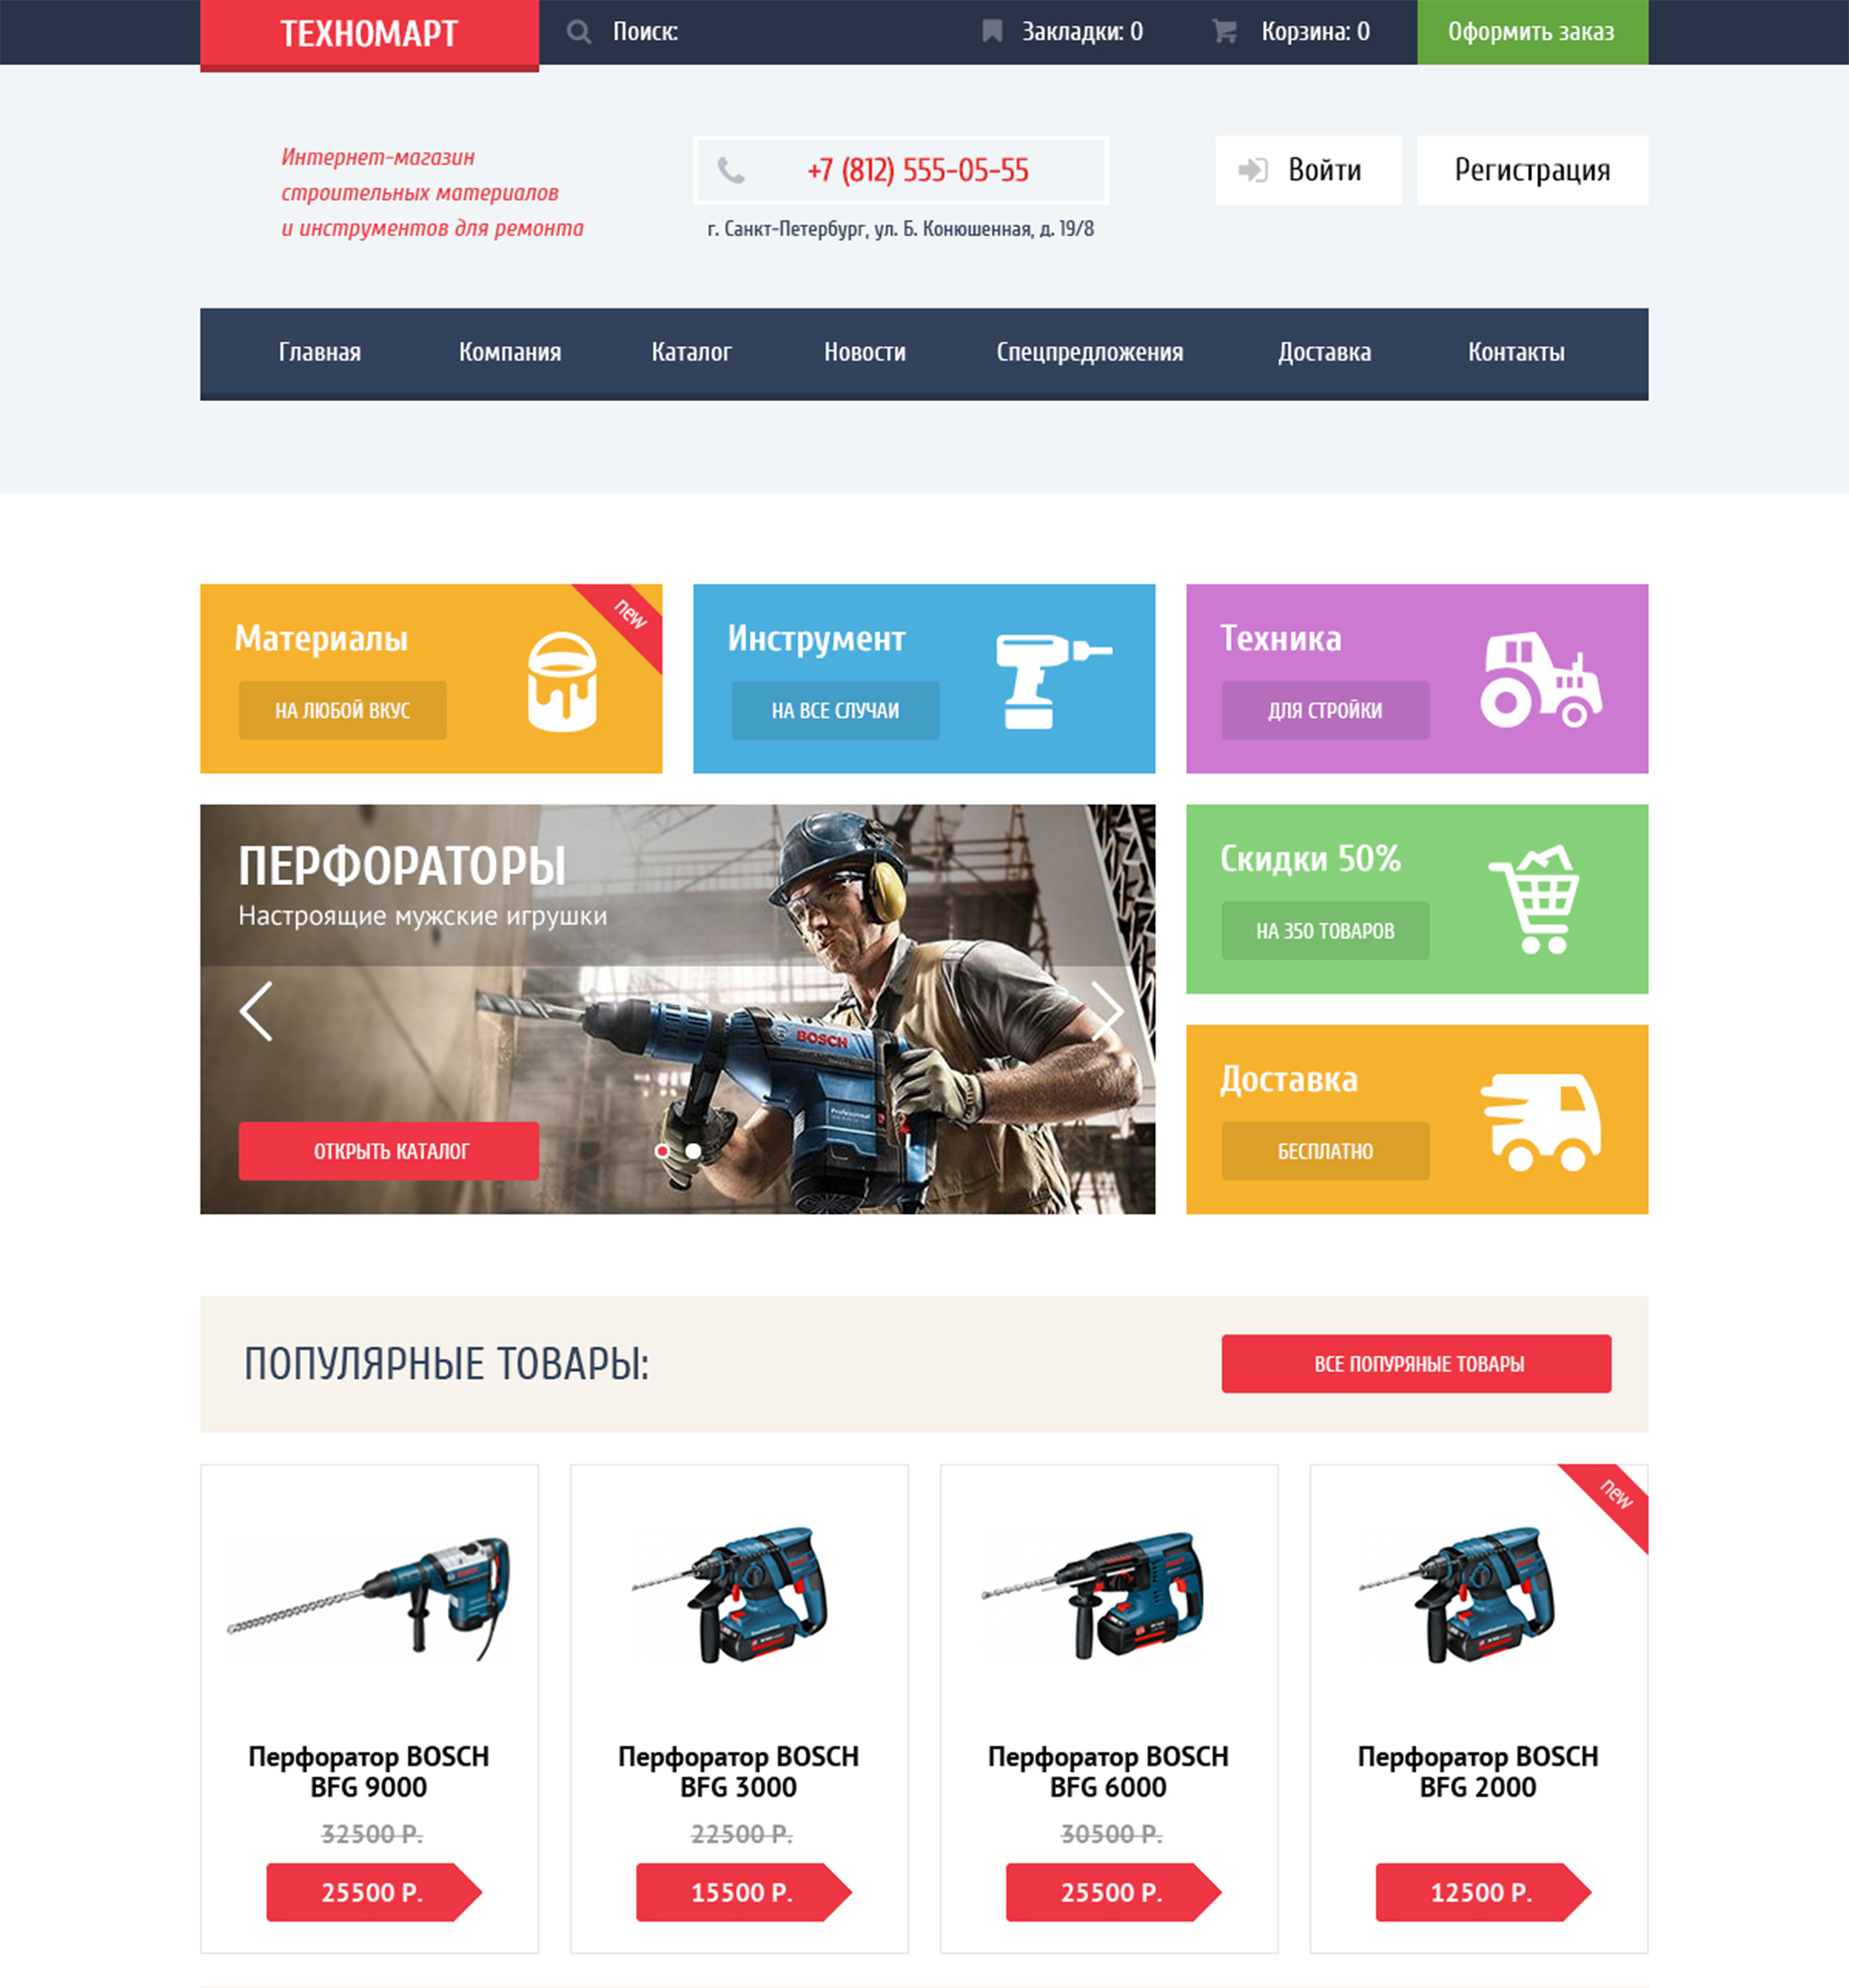 ТЕХНОМАРТ
Поиск:
Закладки: 0
Корзина: 0
Оформить заказ
Интернет-магазин
строительных материалов
и инструментов для ремонта
+7 (812) 555-05-55
г. Санкт-Петербург, ул. Б. Конюшенная, д. 19/8
Войти
Регистрация
Главная
Компания
Каталог
Новости
Спецпредложения
Доставка
Контакты
Материалы
НА ЛЮБОЙ ВКУС
new
Инструмент
НА ВСЕ СЛУЧАИ
Техника
ДЛЯ СТРОЙКИ
ПЕРФОРАТОРЫ
Настроящие мужские игрушки
BOSCH
Professional
ОТКРЫТЬ КАТАЛОГ
Скидки 50%
НА 350 ТОВАРОВ
Доставка
БЕСПЛАТНО
ПОПУЛЯРНЫЕ ТОВАРЫ:
ВСЕ ПОПУРЯНЫЕ ТОВАРЫ
new
Перфоратор BOSCH
BFG 9000
32500 Р.
25500 Р.
Перфоратор BOSCH
BFG 3000
22500 Р.
15500 Р.
Перфоратор BOSCH
BFG 6000
30500 Р.
25500 Р.
Перфоратор BOSCH
BFG 2000
12500 Р.